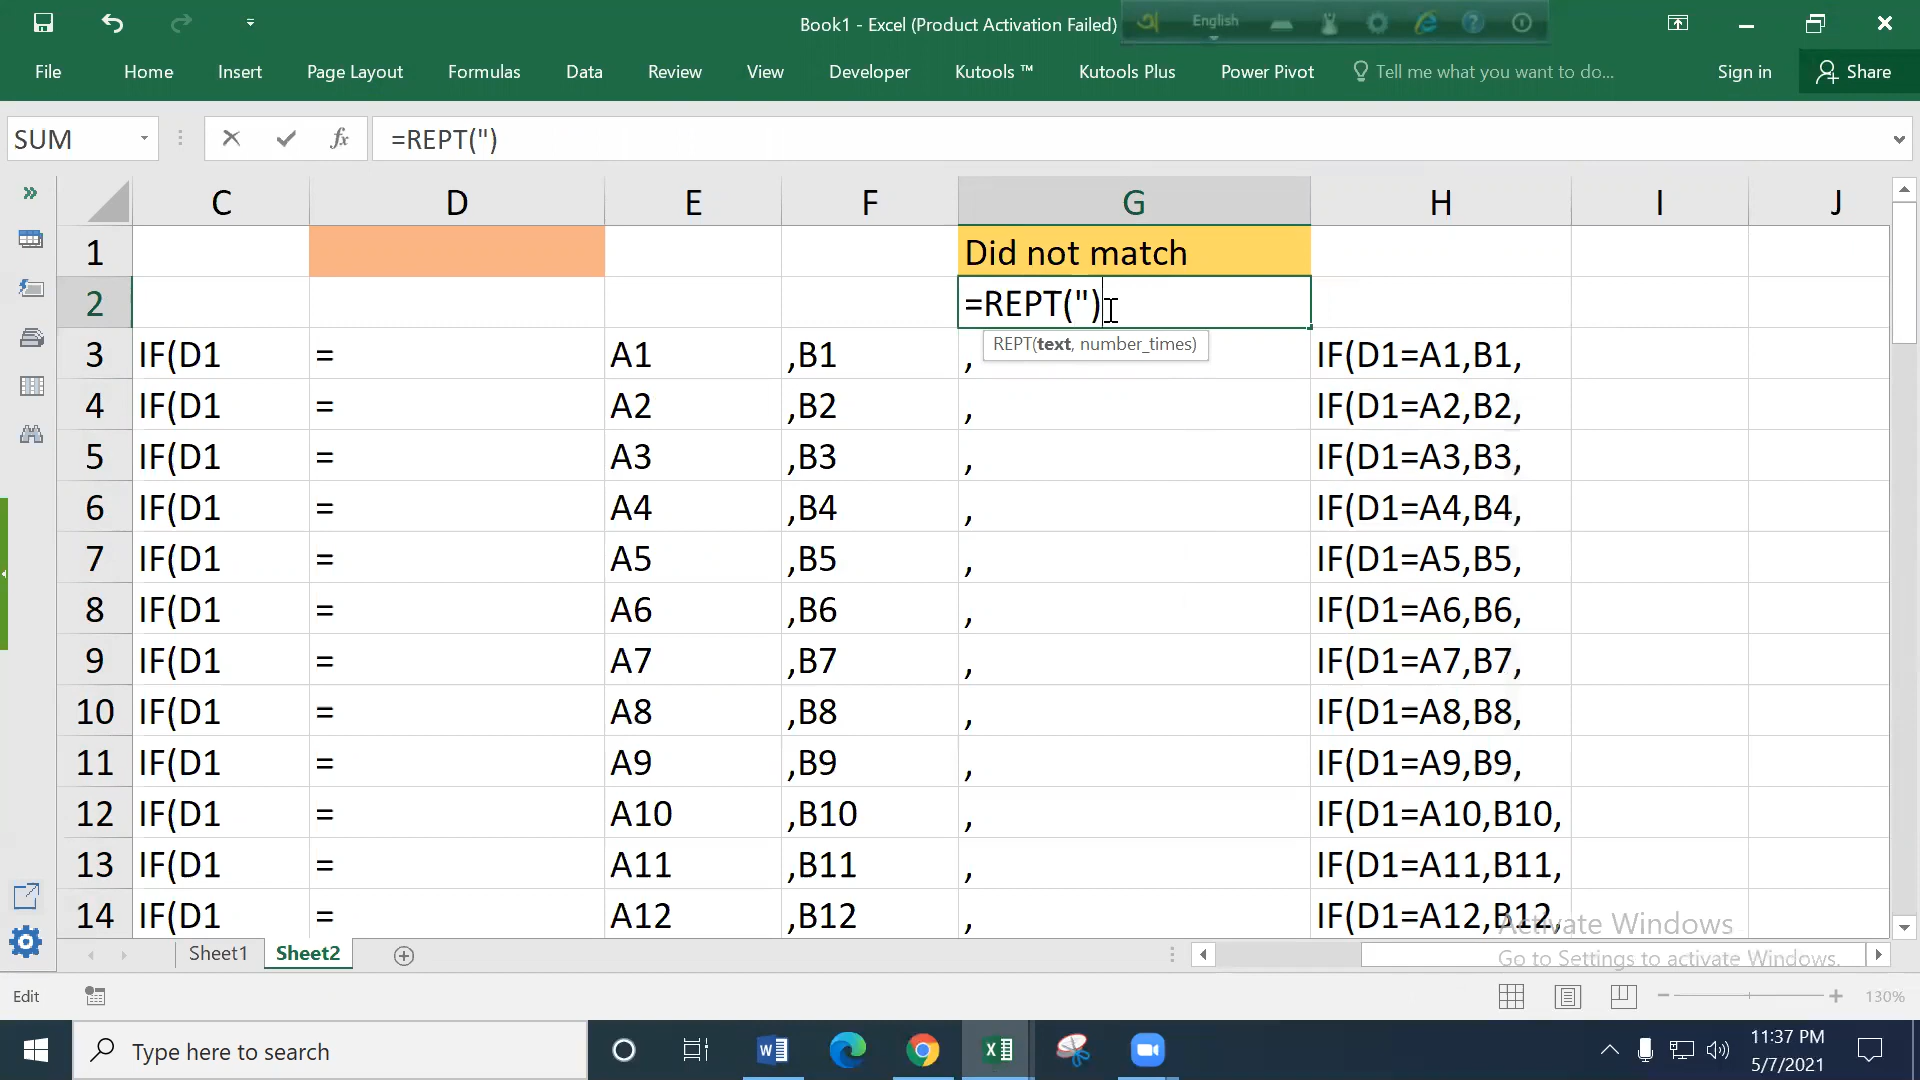 Book1 - Excel (Product Activation Failed)
English
File Home Insert Page Layout Formulas Data Review View Developer Kutools ™ Kutools Plus Power Pivot Tell me what you want to do... Sign in Share
SUM fx =REPT(")
C D E F G H I J
1 Did not match
2 =REPT(")
REPT(text, number_times)
3 IF(D1 = A1 ,B1 , IF(D1=A1,B1,
4 IF(D1 = A2 ,B2 , IF(D1=A2,B2,
5 IF(D1 = A3 ,B3 , IF(D1=A3,B3,
6 IF(D1 = A4 ,B4 , IF(D1=A4,B4,
7 IF(D1 = A5 ,B5 , IF(D1=A5,B5,
8 IF(D1 = A6 ,B6 , IF(D1=A6,B6,
9 IF(D1 = A7 ,B7 , IF(D1=A7,B7,
10 IF(D1 = A8 ,B8 , IF(D1=A8,B8,
11 IF(D1 = A9 ,B9 , IF(D1=A9,B9,
12 IF(D1 = A10 ,B10 , IF(D1=A10,B10,
13 IF(D1 = A11 ,B11 , IF(D1=A11,B11,
14 IF(D1 = A12 ,B12 , IF(D1=A12,B12,
Activate Windows
Go to Settings to activate Windows.
Sheet1 Sheet2
Edit 130%
Type here to search
11:37 PM
5/7/2021